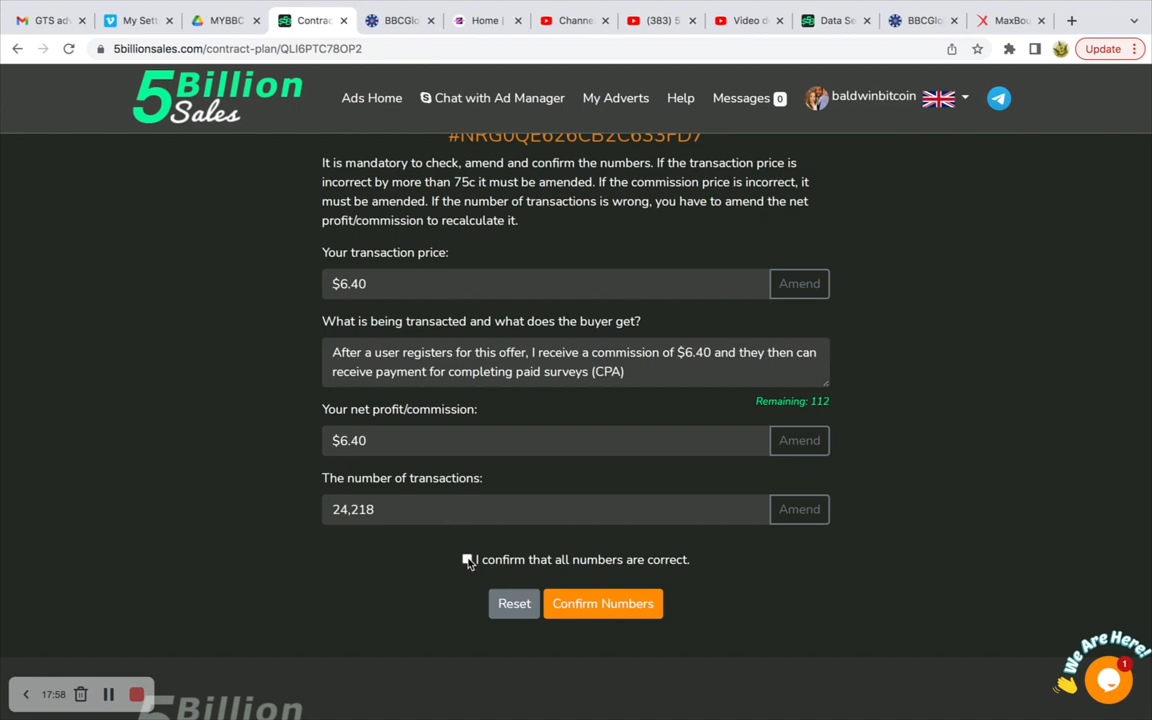 GTS adv
My Sett
MYBBC
Contrac
BBCGlo
Home |
Channe
(383) 5
Video d
Data Se
BBCGlo
MaxBou
5billionsales.com/contract-plan/QLI6PTC78OP2
Update
5Billion
Sales
Ads Home
Chat with Ad Manager
My Adverts
Help
Messages 0
baldwinbitcoin
#NRG0QE626CB2C633FD7
It is mandatory to check, amend and confirm the numbers. If the transaction price is
incorrect by more than 75c it must be amended. If the commission price is incorrect, it
must be amended. If the number of transactions is wrong, you have to amend the net
profit/commission to recalculate it.
Your transaction price:
$6.40
Amend
What is being transacted and what does the buyer get?
After a user registers for this offer, I receive a commission of $6.40 and they then can
receive payment for completing paid surveys (CPA)
Remaining: 112
Your net profit/commission:
$6.40
Amend
The number of transactions:
24,218
Amend
I confirm that all numbers are correct.
Reset
Confirm Numbers
We Are Here!
1
17:58
5Billion